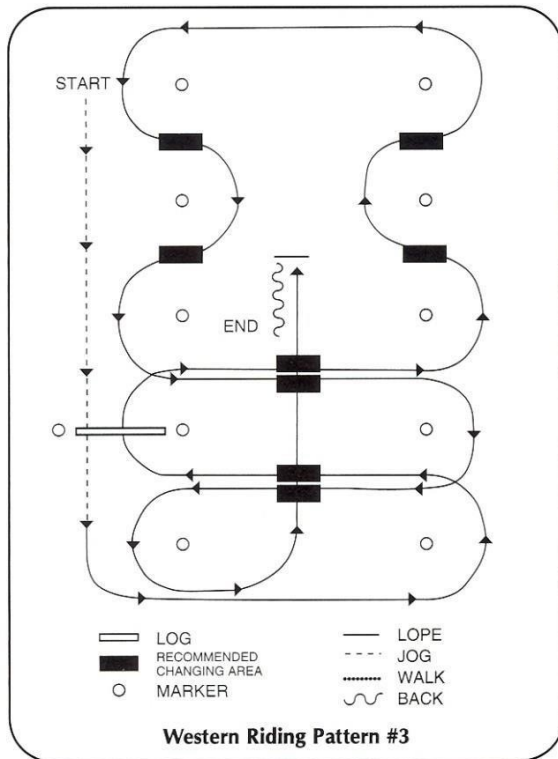 START
END
LOG
RECOMMENDED
CHANGING AREA
MARKER
LOPE
JOG
WALK
BACK
Western Riding Pattern #3